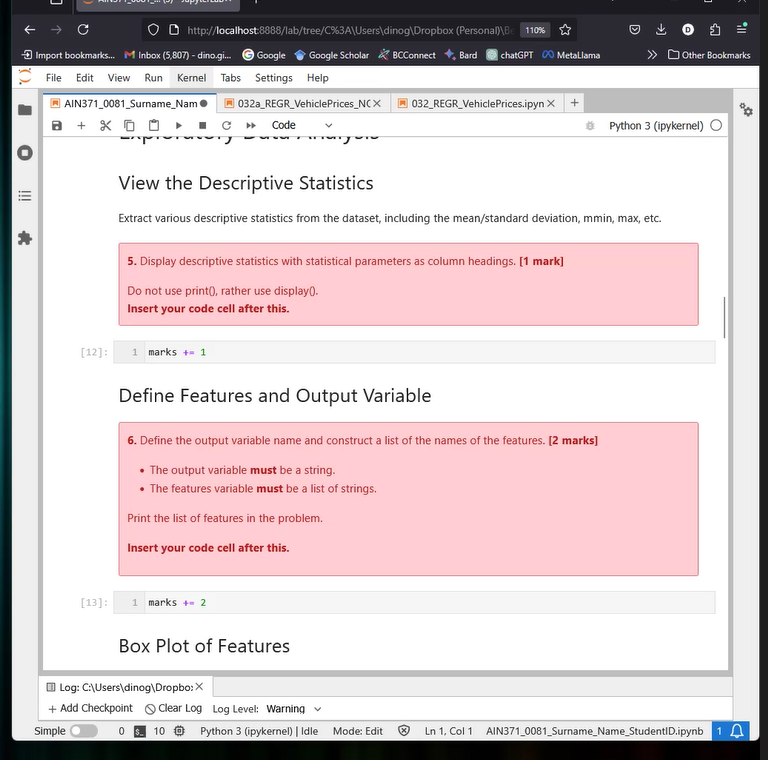 http://localhost:8888/lab/tree/C%3A\Users\dinog\Dropbox (Personal)\B
110%
Import bookmarks...
Inbox (5,807) - dino.gi...
Google
Google Scholar
BCConnect
Bard
chatGPT
MetaLlama
Other Bookmarks
File Edit View Run Kernel Tabs Settings Help
AIN371_0081_Surname_Nam
032a_REGR_VehiclePrices_NC
032_REGR_VehiclePrices.ipyn
Code
Python 3 (ipykernel)
Exploratory Data Analysis
View the Descriptive Statistics
Extract various descriptive statistics from the dataset, including the mean/standard deviation, mmin, max, etc.
5. Display descriptive statistics with statistical parameters as column headings. [1 mark]
Do not use print(), rather use display().
Insert your code cell after this.
[12]: 1 marks += 1
Define Features and Output Variable
6. Define the output variable name and construct a list of the names of the features. [2 marks]
• The output variable must be a string.
• The features variable must be a list of strings.
Print the list of features in the problem.
Insert your code cell after this.
[13]: 1 marks += 2
Box Plot of Features
Log: C:\Users\dinog\Dropbo:
+ Add Checkpoint Clear Log Log Level: Warning
Simple 0 $_ 10 Python 3 (ipykernel) | Idle Mode: Edit Ln 1, Col 1 AIN371_0081_Surname_Name_StudentID.ipynb 1